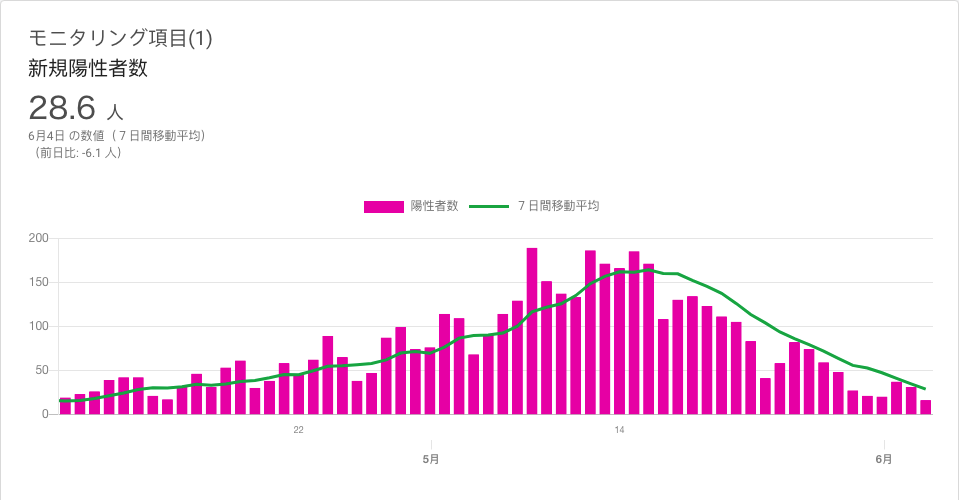 モニタリング項目(1)
新規陽性者数
28.6 人
6月4日 の数値（７日間移動平均）
（前日比: -6.1 人）
陽性者数 ７日間移動平均
200
150
100
50
0
22 14
5月 6月